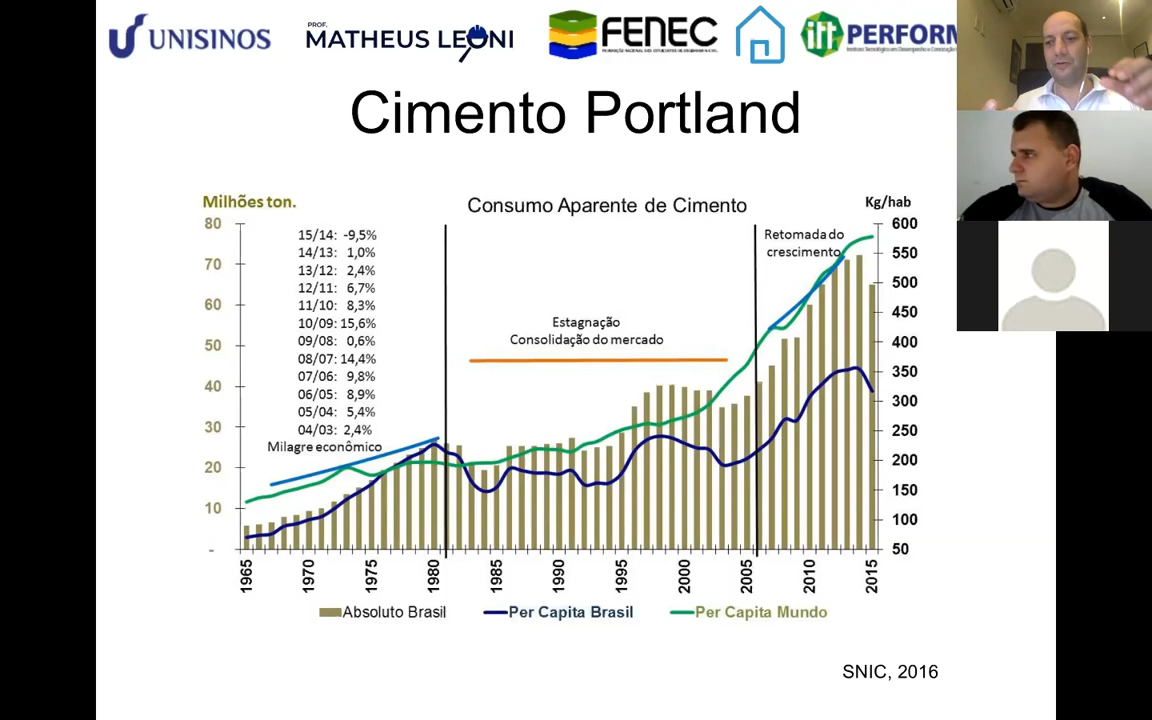 UNISINOS
PROF.
MATHEUS LEONI
FENEC
itt PERFORM
Cimento Portland
Milhões ton.
Consumo Aparente de Cimento
Kg/hab
80
70
60
50
40
30
20
10
-
15/14: -9,5%
14/13: 1,0%
13/12: 2,4%
12/11: 6,7%
11/10: 8,3%
10/09: 15,6%
09/08: 0,6%
08/07: 14,4%
07/06: 9,8%
06/05: 8,9%
05/04: 5,4%
04/03: 2,4%
Milagre econômico
Estagnação
Consolidação do mercado
Retomada do
crescimento
600
550
500
450
400
350
300
250
200
150
100
50
1965
1970
1975
1980
1985
1990
1995
2000
2005
2010
2015
Absoluto Brasil
Per Capita Brasil
Per Capita Mundo
SNIC, 2016